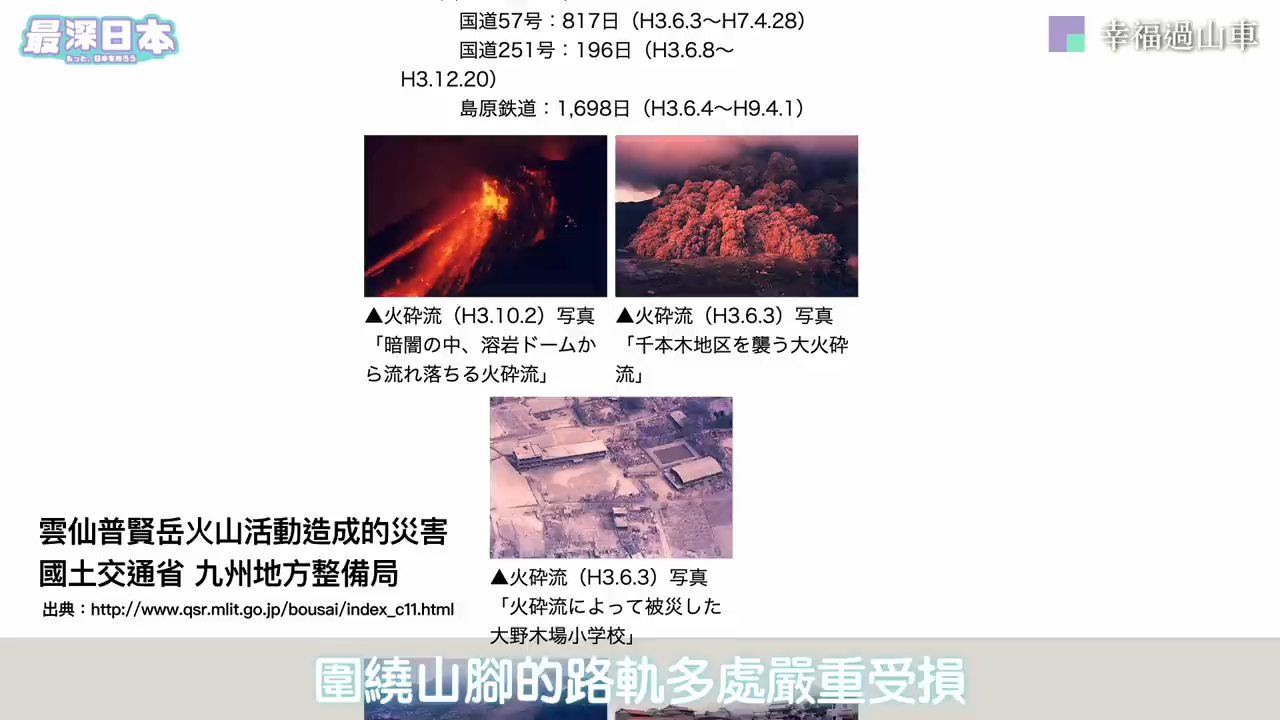 最深日本
もっと、日本を知ろう
幸福過山車
国道57号：817日（H3.6.3～H7.4.28）
国道251号：196日（H3.6.8～
H3.12.20）
島原鉄道：1,698日（H3.6.4～H9.4.1）
▲火砕流（H3.10.2）写真
「暗闇の中、溶岩ドームか
ら流れ落ちる火砕流」
▲火砕流（H3.6.3）写真
「千本木地区を襲う大火砕
流」
▲火砕流（H3.6.3）写真
「火砕流によって被災した
大野木場小学校」
雲仙普賢岳火山活動造成的災害
國土交通省 九州地方整備局
出典：http://www.qsr.mlit.go.jp/bousai/index_c11.html
圍繞山腳的路軌多處嚴重受損